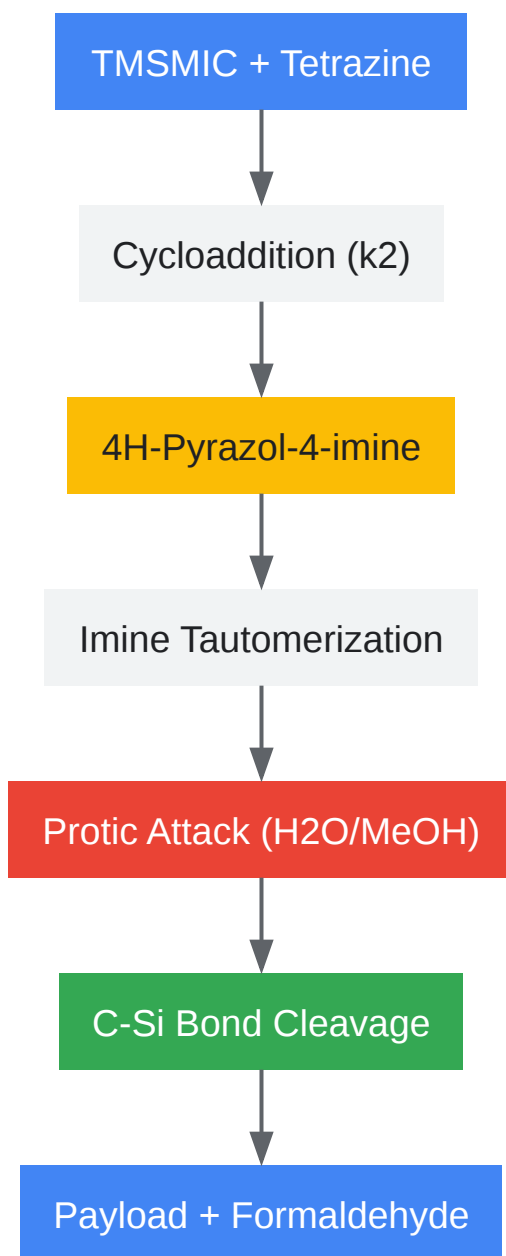 TMSMIC + Tetrazine
Cycloaddition (k2)
4H-Pyrazol-4-imine
Imine Tautomerization
Protic Attack (H2O/MeOH)
C-Si Bond Cleavage
Payload + Formaldehyde